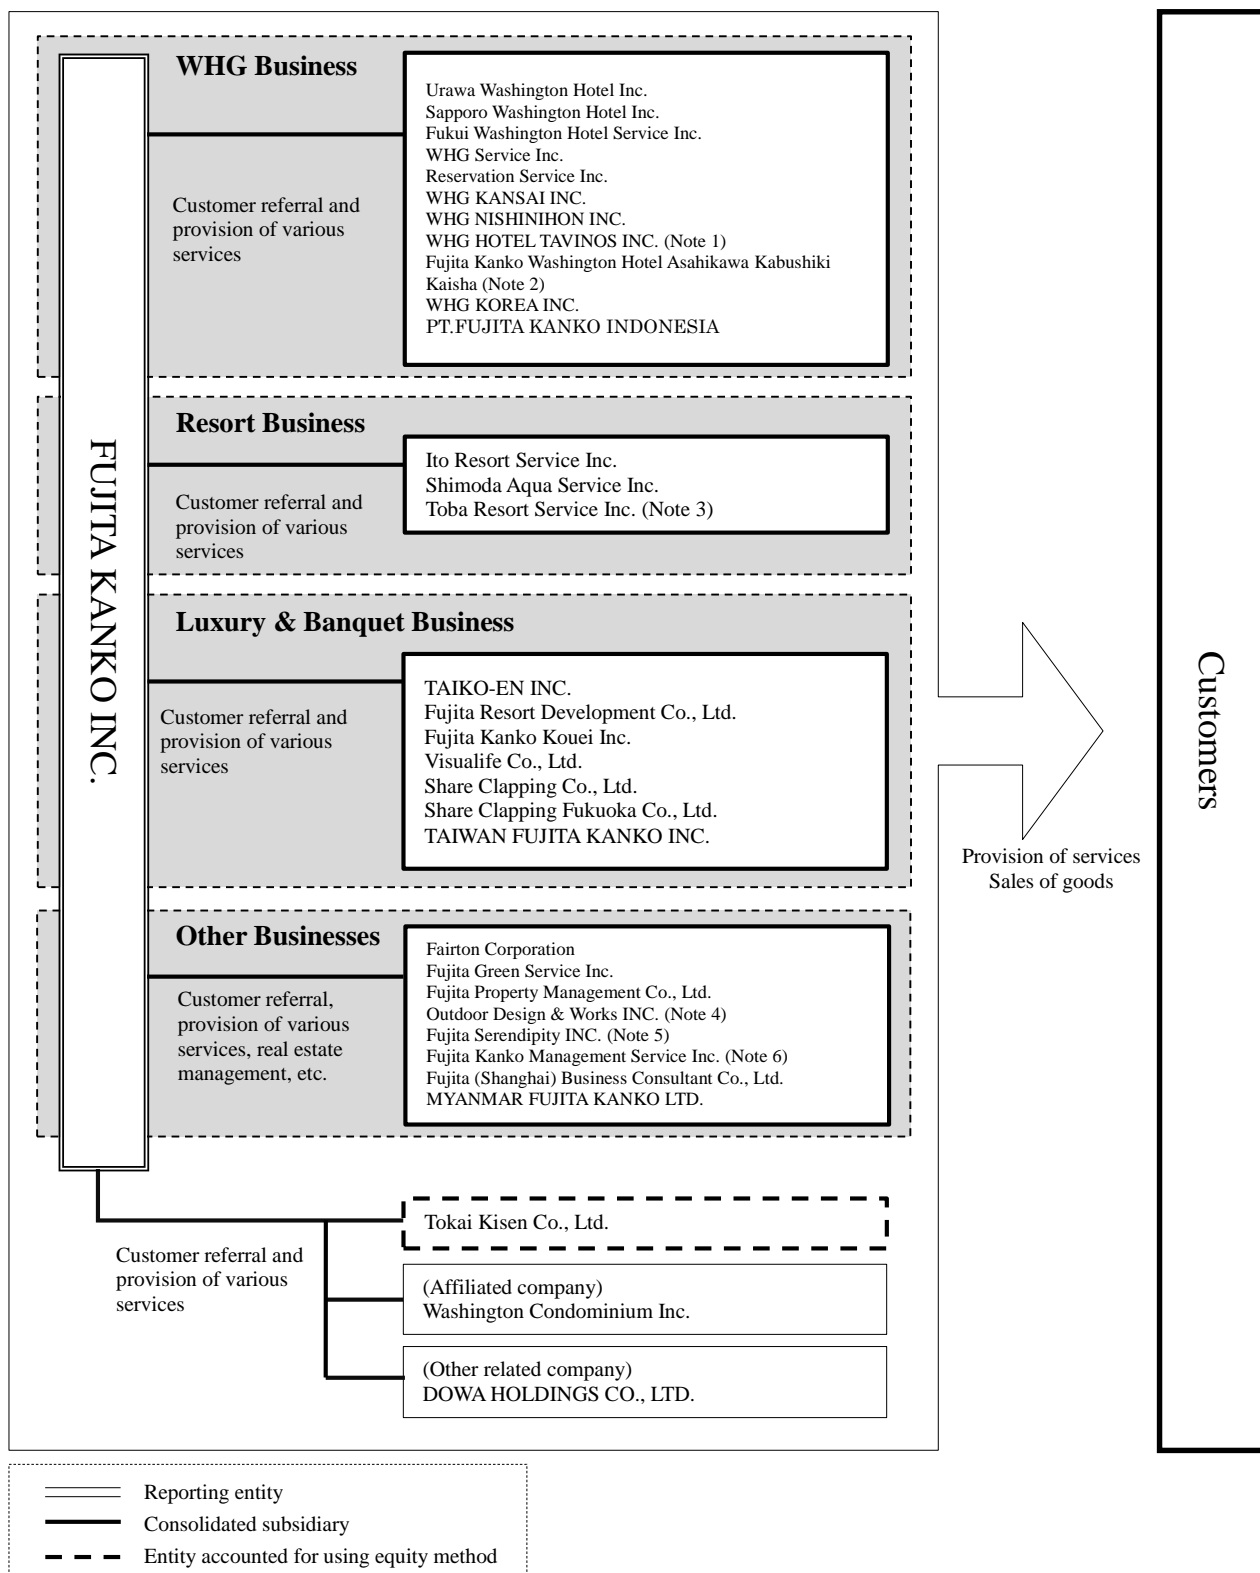 FUJITA KANKO INC.
WHG Business
Customer referral and
provision of various
services
Urawa Washington Hotel Inc.
Sapporo Washington Hotel Inc.
Fukui Washington Hotel Service Inc.
WHG Service Inc.
Reservation Service Inc.
WHG KANSAI INC.
WHG NISHINIHON INC.
WHG HOTEL TAVINOS INC. (Note 1)
Fujita Kanko Washington Hotel Asahikawa Kabushiki
Kaisha (Note 2)
WHG KOREA INC.
PT.FUJITA KANKO INDONESIA
Resort Business
Customer referral and
provision of various
services
Ito Resort Service Inc.
Shimoda Aqua Service Inc.
Toba Resort Service Inc. (Note 3)
Luxury & Banquet Business
Customer referral and
provision of various
services
TAIKO-EN INC.
Fujita Resort Development Co., Ltd.
Fujita Kanko Kouei Inc.
Visualife Co., Ltd.
Share Clapping Co., Ltd.
Share Clapping Fukuoka Co., Ltd.
TAIWAN FUJITA KANKO INC.
Other Businesses
Customer referral,
provision of various
services, real estate
management, etc.
Fairton Corporation
Fujita Green Service Inc.
Fujita Property Management Co., Ltd.
Outdoor Design & Works INC. (Note 4)
Fujita Serendipity INC. (Note 5)
Fujita Kanko Management Service Inc. (Note 6)
Fujita (Shanghai) Business Consultant Co., Ltd.
MYANMAR FUJITA KANKO LTD.
Customer referral and
provision of various
services
Tokai Kisen Co., Ltd.
(Affiliated company)
Washington Condominium Inc.
(Other related company)
DOWA HOLDINGS CO., LTD.
Provision of services
Sales of goods
Customers
Reporting entity
Consolidated subsidiary
Entity accounted for using equity method